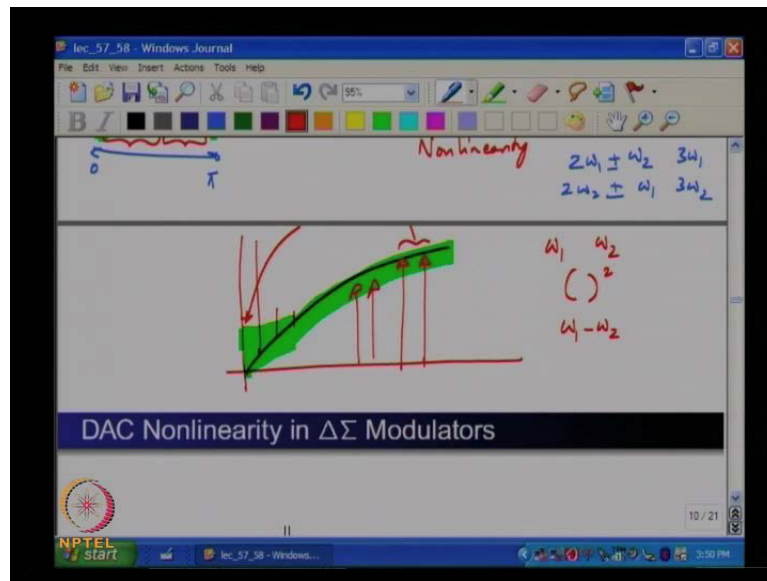 lec_57_58 - Windows Journal
File Edit View Insert Actions Tools Help
95%
B I
0 π
Nonlinearity
2ω₁ ± ω₂ 3ω₁
2ω₂ ± ω₁ 3ω₂
ω₁ ω₂
( )²
ω₁ - ω₂
DAC Nonlinearity in ΔΣ Modulators
10 / 21
NPTEL
start
lec_57_58 - Windows...
3:50 PM